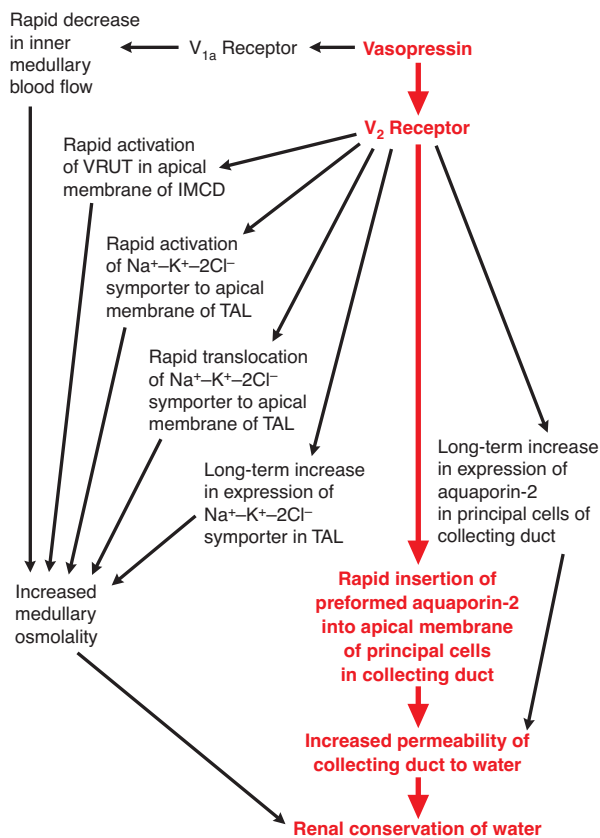 Rapid decrease
in inner
medullary
blood flow
V1a Receptor
Vasopressin
V2 Receptor
Rapid activation
of VRUT in apical
membrane of IMCD
Rapid activation
of Na+–K+–2Cl–
symporter to apical
membrane of TAL
Rapid translocation
of Na+–K+–2Cl–
symporter to apical
membrane of TAL
Long-term increase
in expression of
Na+–K+–2Cl–
symporter in TAL
Long-term increase
in expression of
aquaporin-2
in principal cells of
collecting duct
Increased
medullary
osmolality
Rapid insertion of
preformed aquaporin-2
into apical membrane
of principal cells
in collecting duct
Increased permeability of
collecting duct to water
Renal conservation of water